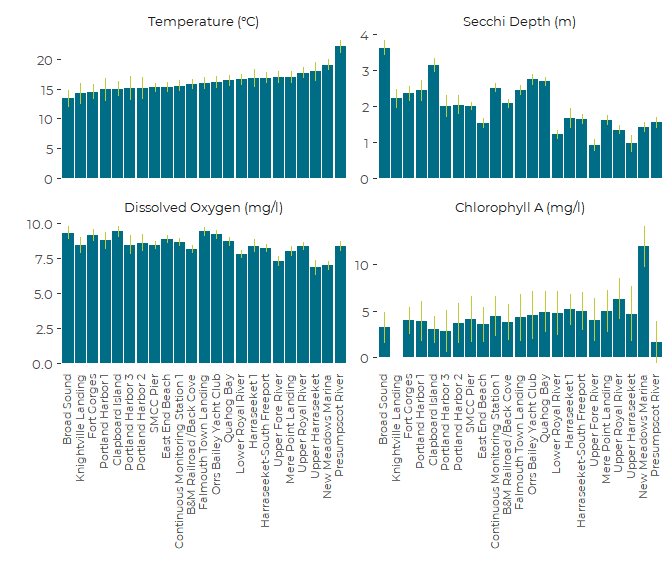 Temperature (°C)
Secchi Depth (m)
20
15
10
5
0
4
3
2
1
0
Dissolved Oxygen (mg/l)
Chlorophyll A (mg/l)
10.0
7.5
5.0
2.5
0.0
10
5
0
Broad Sound
Knightville Landing
Fort Gorges
Portland Harbor 1
Clapboard Island
Portland Harbor 3
Portland Harbor 2
SMCC Pier
East End Beach
Continuous Monitoring Station 1
B&M Railroad / Back Cove
Falmouth Town Landing
Orrs Bailey Yacht Club
Quahog Bay
Lower Royal River
Harraseeket 1
Harraseeket-South Freeport
Upper Fore River
Mere Point Landing
Upper Royal River
Upper Harraseeket
New Meadows Marina
Presumpscot River
Broad Sound
Knightville Landing
Fort Gorges
Portland Harbor 1
Clapboard Island
Portland Harbor 3
Portland Harbor 2
SMCC Pier
East End Beach
Continuous Monitoring Station 1
B&M Railroad / Back Cove
Falmouth Town Landing
Orrs Bailey Yacht Club
Quahog Bay
Lower Royal River
Harraseeket 1
Harraseeket-South Freeport
Upper Fore River
Mere Point Landing
Upper Royal River
Upper Harraseeket
New Meadows Marina
Presumpscot River